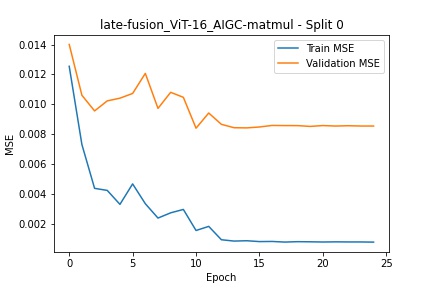 late-fusion_ViT-16_AIGC-matmul - Split 0
Train MSE
Validation MSE
MSE
0.014
0.012
0.010
0.008
0.006
0.004
0.002
0 5 10 15 20 25
Epoch